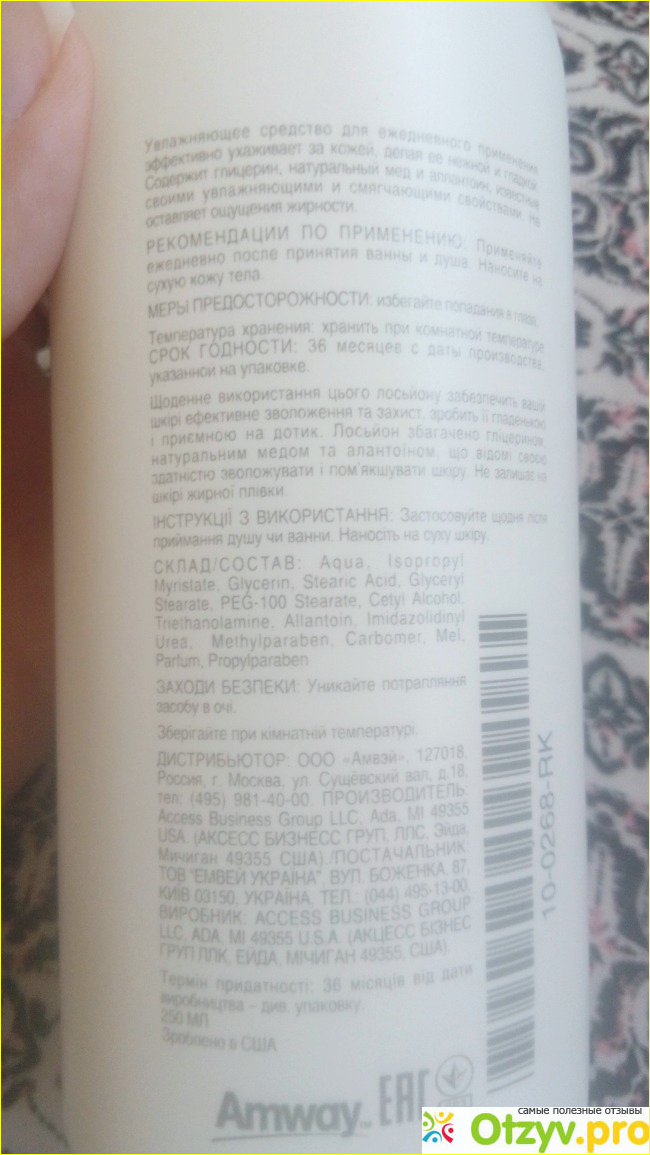 Увлажняющее средство для ежедневного применения
эффективно ухаживает за кожей, делая ее нежной и гладкой.
Содержит глицерин, натуральный мед и аллантоин, известные
своими увлажняющими и смягчающими свойствами. Не
оставляет ощущения жирности.
РЕКОМЕНДАЦИИ ПО ПРИМЕНЕНИЮ: Применяйте
ежедневно после принятия ванны и душа. Наносите на
сухую кожу тела.
МЕРЫ ПРЕДОСТОРОЖНОСТИ: избегайте попадания в глаза.
Температура хранения: хранить при комнатной температуре
СРОК ГОДНОСТИ: 36 месяцев с даты производства,
указанной на упаковке.
Щоденне використання цього лосьйону забезпечить вашій
шкірі ефективне зволоження та захист, зробить її гладенькою
і приємною на дотик. Лосьйон збагачено гліцерином,
натуральним медом та алантоїном, що відомі своєю
здатністю зволожувати і пом'якшувати шкіру. Не залишає на
шкірі жирної плівки.
ІНСТРУКЦІЇ З ВИКОРИСТАННЯ: Застосовуйте щодня після
приймання душу чи ванни. Наносіть на суху шкіру.
СКЛАД/СОСТАВ: Aqua, Isopropyl
Myristate, Glycerin, Stearic Acid, Glyceryl
Stearate, PEG-100 Stearate, Cetyl Alcohol,
Triethanolamine, Allantoin, Imidazolidinyl
Urea, Methylparaben, Carbomer, Mel,
Parfum, Propylparaben
ЗАХОДИ БЕЗПЕКИ: Уникайте потрапляння
засобу в очі.
Зберігайте при кімнатній температурі.
ДИСТРИБЬЮТОР: ООО «Амвэй», 127018,
Россия, г. Москва, ул. Сущёвский вал, д.18,
тел: (495) 981-40-00. ПРОИЗВОДИТЕЛЬ:
Access Business Group LLC, Ada, MI 49355
USA. (АКСЕСС БИЗНЕСС ГРУП, ЛЛС, Эйда,
Мичиган 49355 США)./ПОСТАЧАЛЬНИК:
ТОВ "ЕМВЕЙ УКРАЇНА", ВУЛ. БОЖЕНКА, 87,
КИЇВ 03150, УКРАЇНА, ТЕЛ.: (044) 495-13-00.
ВИРОБНИК: ACCESS BUSINESS GROUP
LLC, ADA, MI 49355 U.S.A. (АКЦЕСС БІЗНЕС
ГРУП ЛЛК, ЕЙДА, МІЧИГАН 49355, США).
Термін придатності: 36 місяців від дати
виробництва – див. упаковку.
250 МЛ
Зроблено в США
10-0268-RK
Amway™
EAC
самые полезные отзывы
Otzyv.pro